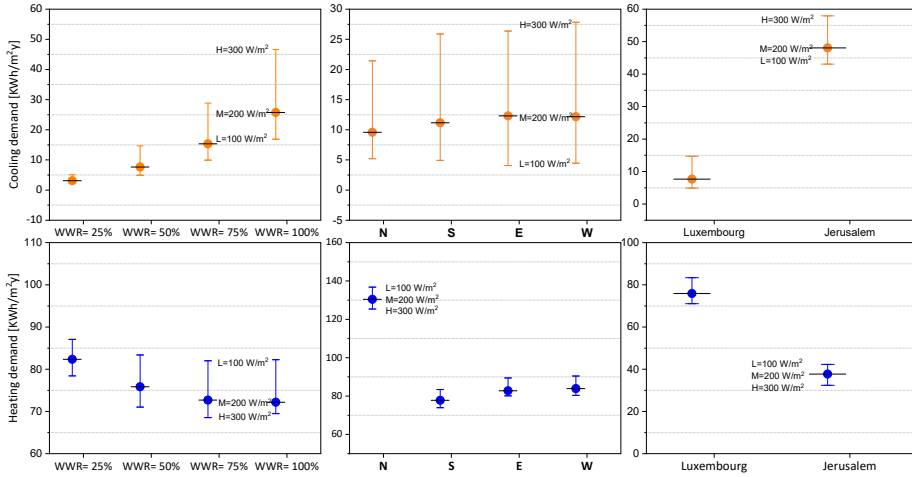 Cooling demand [KWh/m²y]
60
50
40
30
20
10
0
-10
H=300 W/m²
M=200 W/m²
L=100 W/m²
WWR= 25%
WWR= 50%
WWR= 75%
WWR= 100%
30
25
20
15
10
5
0
-5
H=300 W/m²
M=200 W/m²
L=100 W/m²
N
S
E
W
60
50
40
30
20
10
0
H=300 W/m²
M=200 W/m²
L=100 W/m²
Luxembourg
Jerusalem
Heating demand [KWh/m²y]
110
100
90
80
70
60
L=100 W/m²
M=200 W/m²
H=300 W/m²
WWR= 25%
WWR= 50%
WWR= 75%
WWR= 100%
160
140
120
100
80
60
L=100 W/m²
M=200 W/m²
H=300 W/m²
N
S
E
W
100
80
60
40
20
0
L=100 W/m²
M=200 W/m²
H=300 W/m²
Luxembourg
Jerusalem